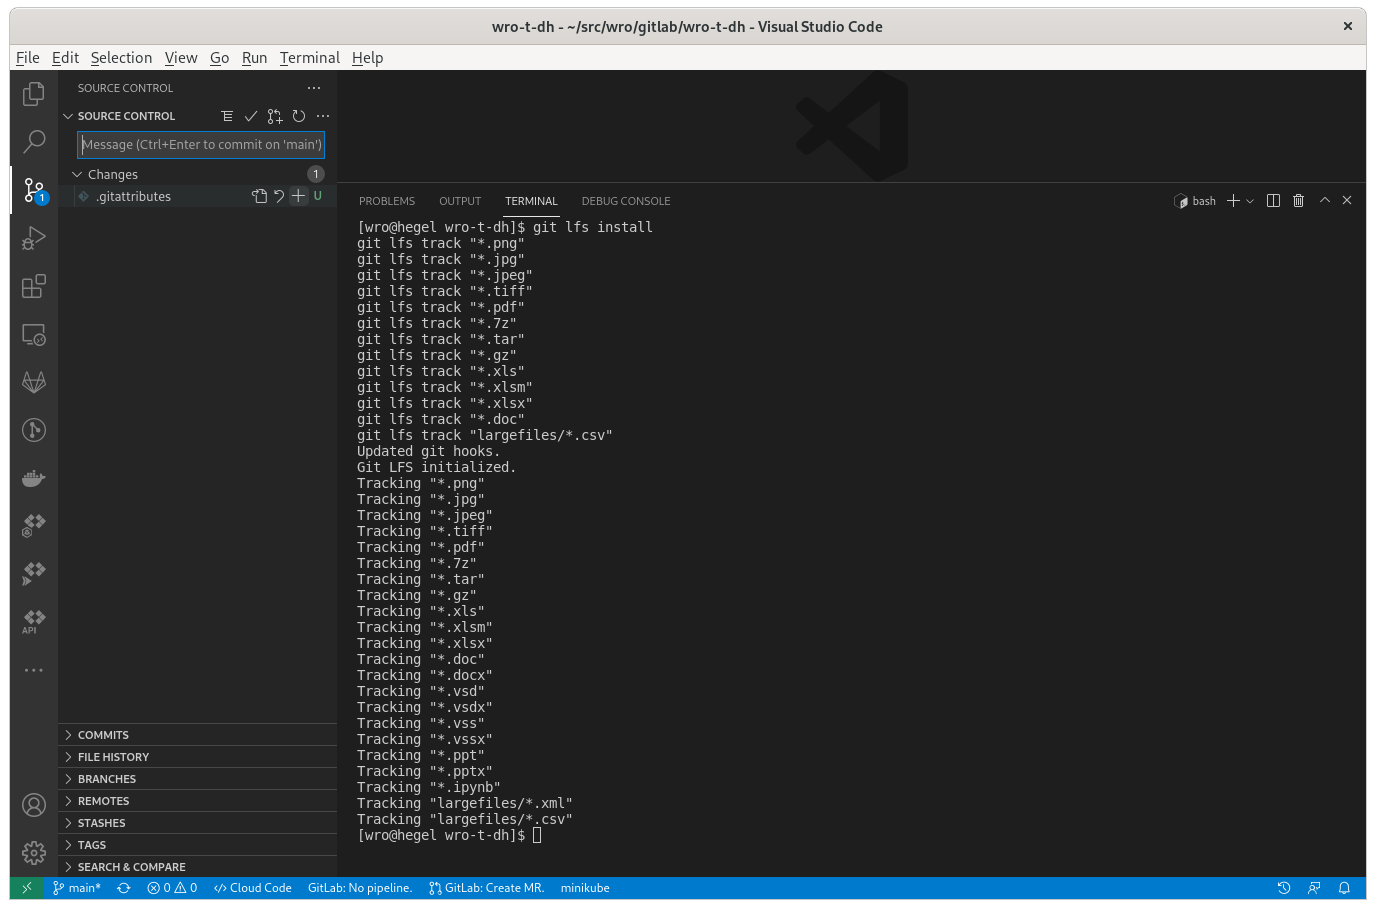 wro-t-dh - ~/src/wro/gitlab/wro-t-dh - Visual Studio Code
File Edit Selection View Go Run Terminal Help
SOURCE CONTROL
SOURCE CONTROL
Message (Ctrl+Enter to commit on 'main')
Changes 1
.gitattributes U
1
API
COMMITS
FILE HISTORY
BRANCHES
REMOTES
STASHES
TAGS
SEARCH & COMPARE
PROBLEMS OUTPUT TERMINAL DEBUG CONSOLE
bash
[wro@hegel wro-t-dh]$ git lfs install
git lfs track "*.png"
git lfs track "*.jpg"
git lfs track "*.jpeg"
git lfs track "*.tiff"
git lfs track "*.pdf"
git lfs track "*.7z"
git lfs track "*.tar"
git lfs track "*.gz"
git lfs track "*.xls"
git lfs track "*.xlsm"
git lfs track "*.xlsx"
git lfs track "*.doc"
git lfs track "largefiles/*.csv"
Updated git hooks.
Git LFS initialized.
Tracking "*.png"
Tracking "*.jpg"
Tracking "*.jpeg"
Tracking "*.tiff"
Tracking "*.pdf"
Tracking "*.7z"
Tracking "*.tar"
Tracking "*.gz"
Tracking "*.xls"
Tracking "*.xlsm"
Tracking "*.xlsx"
Tracking "*.doc"
Tracking "*.docx"
Tracking "*.vsd"
Tracking "*.vsdx"
Tracking "*.vss"
Tracking "*.vssx"
Tracking "*.ppt"
Tracking "*.pptx"
Tracking "*.ipynb"
Tracking "largefiles/*.xml"
Tracking "largefiles/*.csv"
[wro@hegel wro-t-dh]$
main* 0 0 Cloud Code GitLab: No pipeline. GitLab: Create MR. minikube